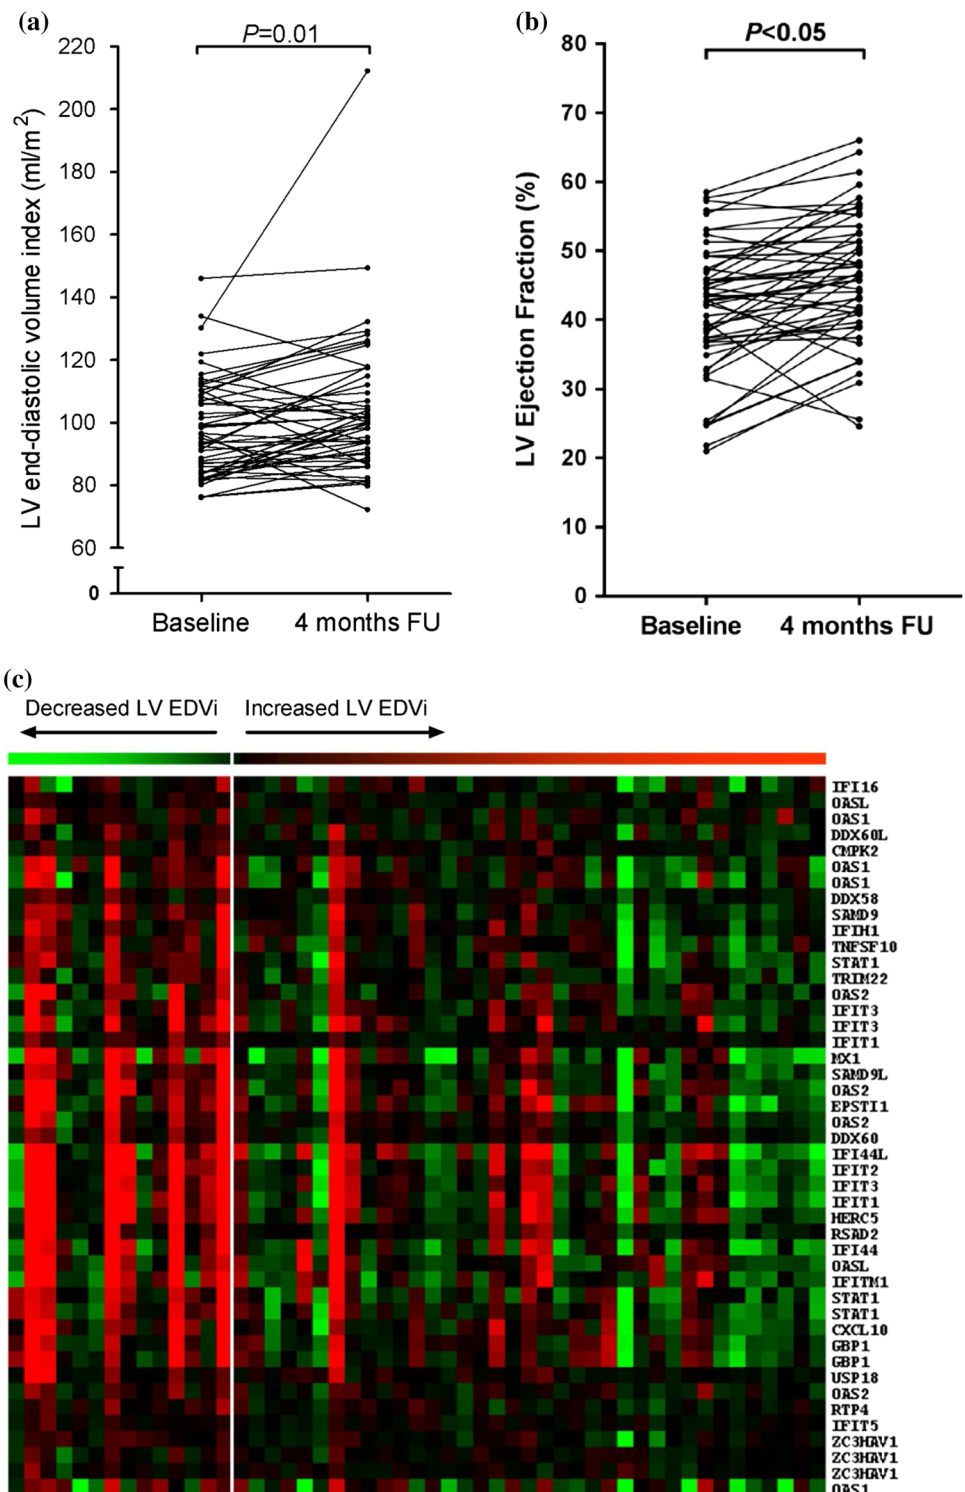 (a)
P=0.01
LV end-diastolic volume index (ml/m²)
220
200
180
160
140
120
100
80
60
0
Baseline 4 months FU
(b)
P<0.05
LV Ejection Fraction (%)
80
70
60
50
40
30
20
10
0
Baseline 4 months FU
(c)
Decreased LV EDVi Increased LV EDVi
IFI16
OASL
OAS1
DDX60L
CMPK2
OAS1
OAS1
DDX58
SAMD9
IFIH1
TNFSF10
STAT1
TRIM22
OAS2
IFIT3
IFIT3
IFIT1
MX1
SAMD9L
OAS2
EPSTI1
OAS2
DDX60
IFI44L
IFIT2
IFIT3
IFIT1
HERC5
RSAD2
IFI44
OASL
IFITM1
STAT1
STAT1
CXCL10
GBP1
GBP1
USP18
OAS2
RTP4
IFIT5
ZC3HAV1
ZC3HAV1
ZC3HAV1
OAS1